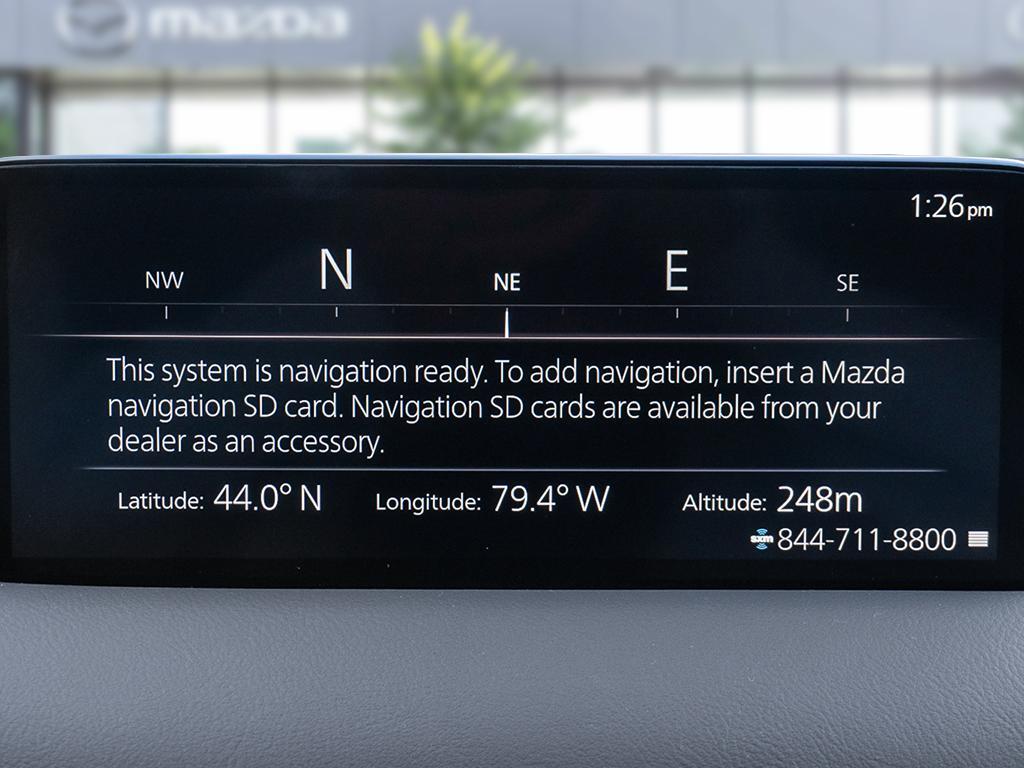 mazda
1:26pm
NW N NE E SE
This system is navigation ready. To add navigation, insert a Mazda
navigation SD card. Navigation SD cards are available from your
dealer as an accessory.
Latitude: 44.0° N Longitude: 79.4° W Altitude: 248m
sxm 844-711-8800